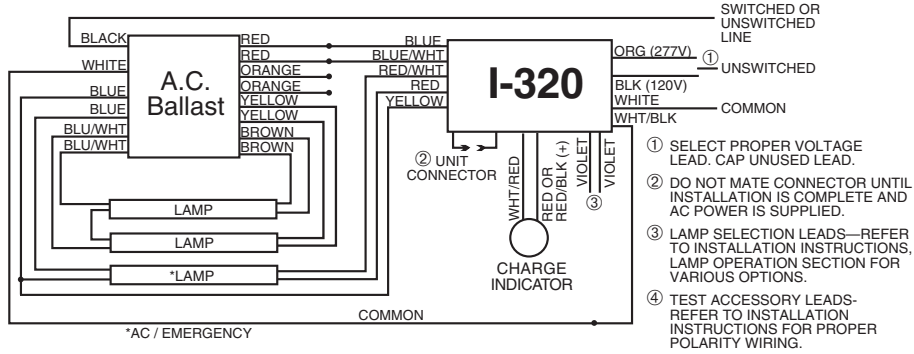 SWITCHED OR
UNSWITCHED
LINE
BLACK
WHITE
BLUE
BLUE
BLU/WHT
BLU/WHT
A.C.
Ballast
RED
RED
ORANGE
ORANGE
YELLOW
YELLOW
BROWN
BROWN
BLUE
BLUE/WHT
RED/WHT
RED
YELLOW
I-320
ORG (277V)
①
UNSWITCHED
BLK (120V)
WHITE
COMMON
WHT/BLK
② UNIT
CONNECTOR
WHT/RED
RED OR
RED/BLK (+)
VIOLET
VIOLET
③
CHARGE
INDICATOR
LAMP
LAMP
*LAMP
COMMON
*AC / EMERGENCY
① SELECT PROPER VOLTAGE
LEAD. CAP UNUSED LEAD.
② DO NOT MATE CONNECTOR UNTIL
INSTALLATION IS COMPLETE AND
AC POWER IS SUPPLIED.
③ LAMP SELECTION LEADS—REFER
TO INSTALLATION INSTRUCTIONS,
LAMP OPERATION SECTION FOR
VARIOUS OPTIONS.
④ TEST ACCESSORY LEADS-
REFER TO INSTALLATION
INSTRUCTIONS FOR PROPER
POLARITY WIRING.